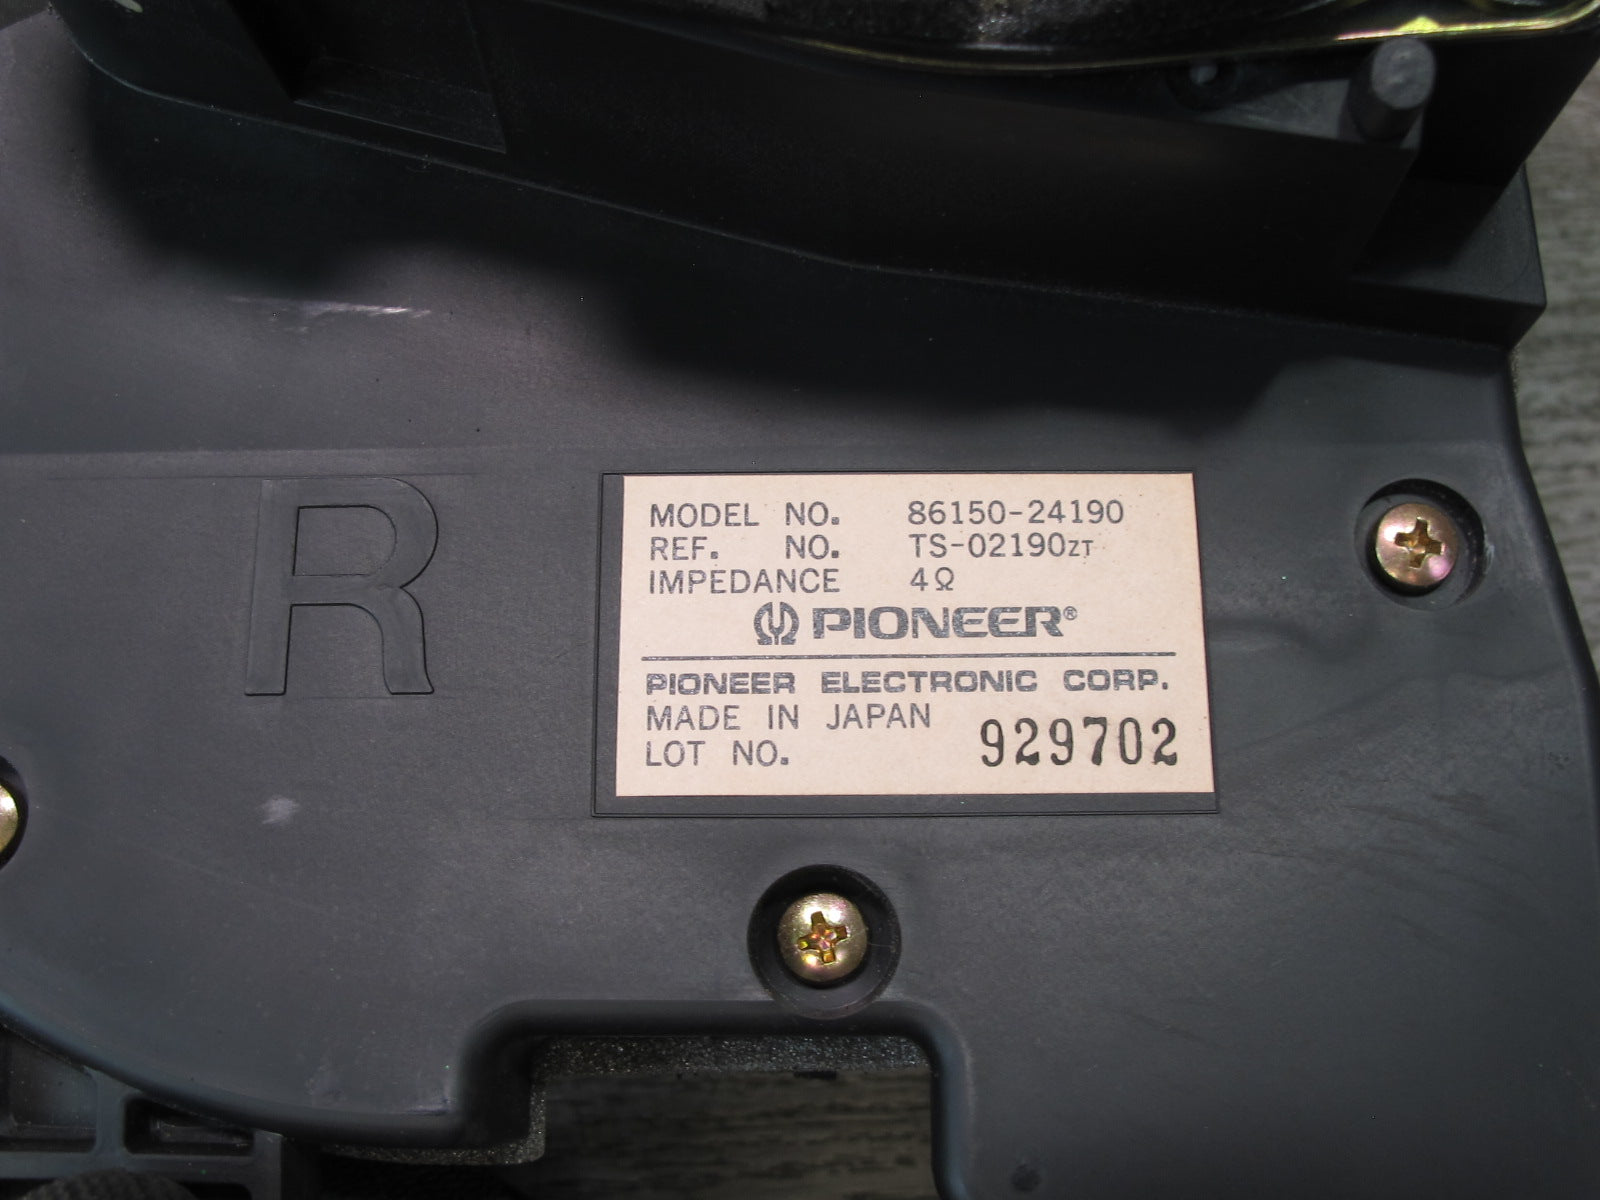 R
MODEL NO. 86150-24190
REF. NO. TS-02190ZT
IMPEDANCE 4Ω
PIONEER®
PIONEER ELECTRONIC CORP.
MADE IN JAPAN
LOT NO. 929702